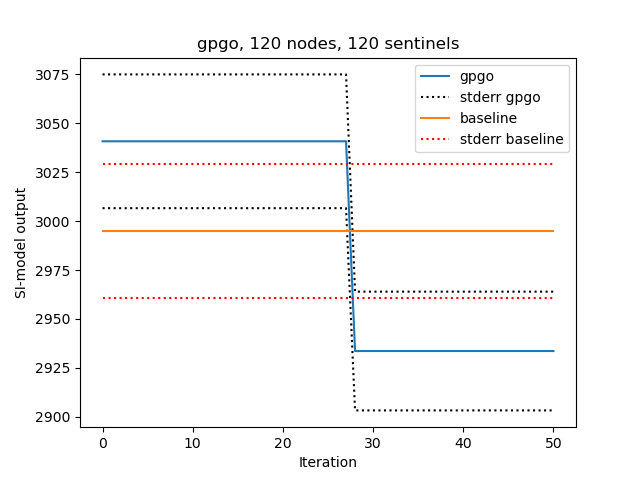 gpgo, 120 nodes, 120 sentinels
3075
3050
3025
3000
2975
2950
2925
2900
SI-model output
gpgo
stderr gpgo
baseline
stderr baseline
0 10 20 30 40 50
Iteration